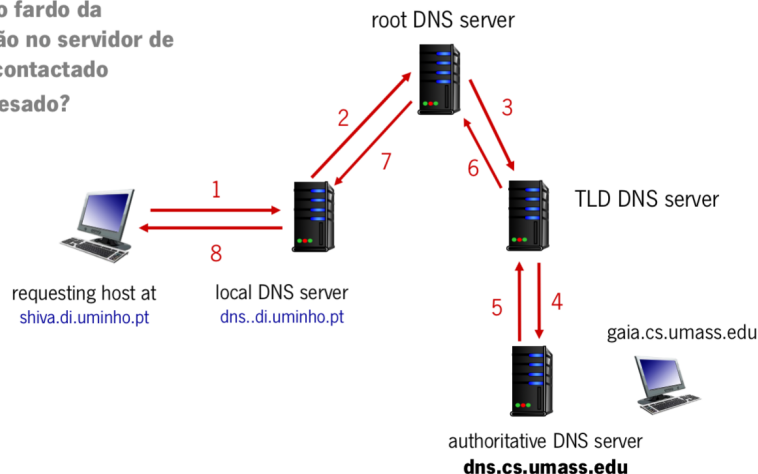 o fardo da
ão no servidor de
contactado
esado?
root DNS server
2
3
7
6
1
8
TLD DNS server
requesting host at
shiva.di.uminho.pt
local DNS server
dns..di.uminho.pt
5
4
gaia.cs.umass.edu
authoritative DNS server
dns.cs.umass.edu